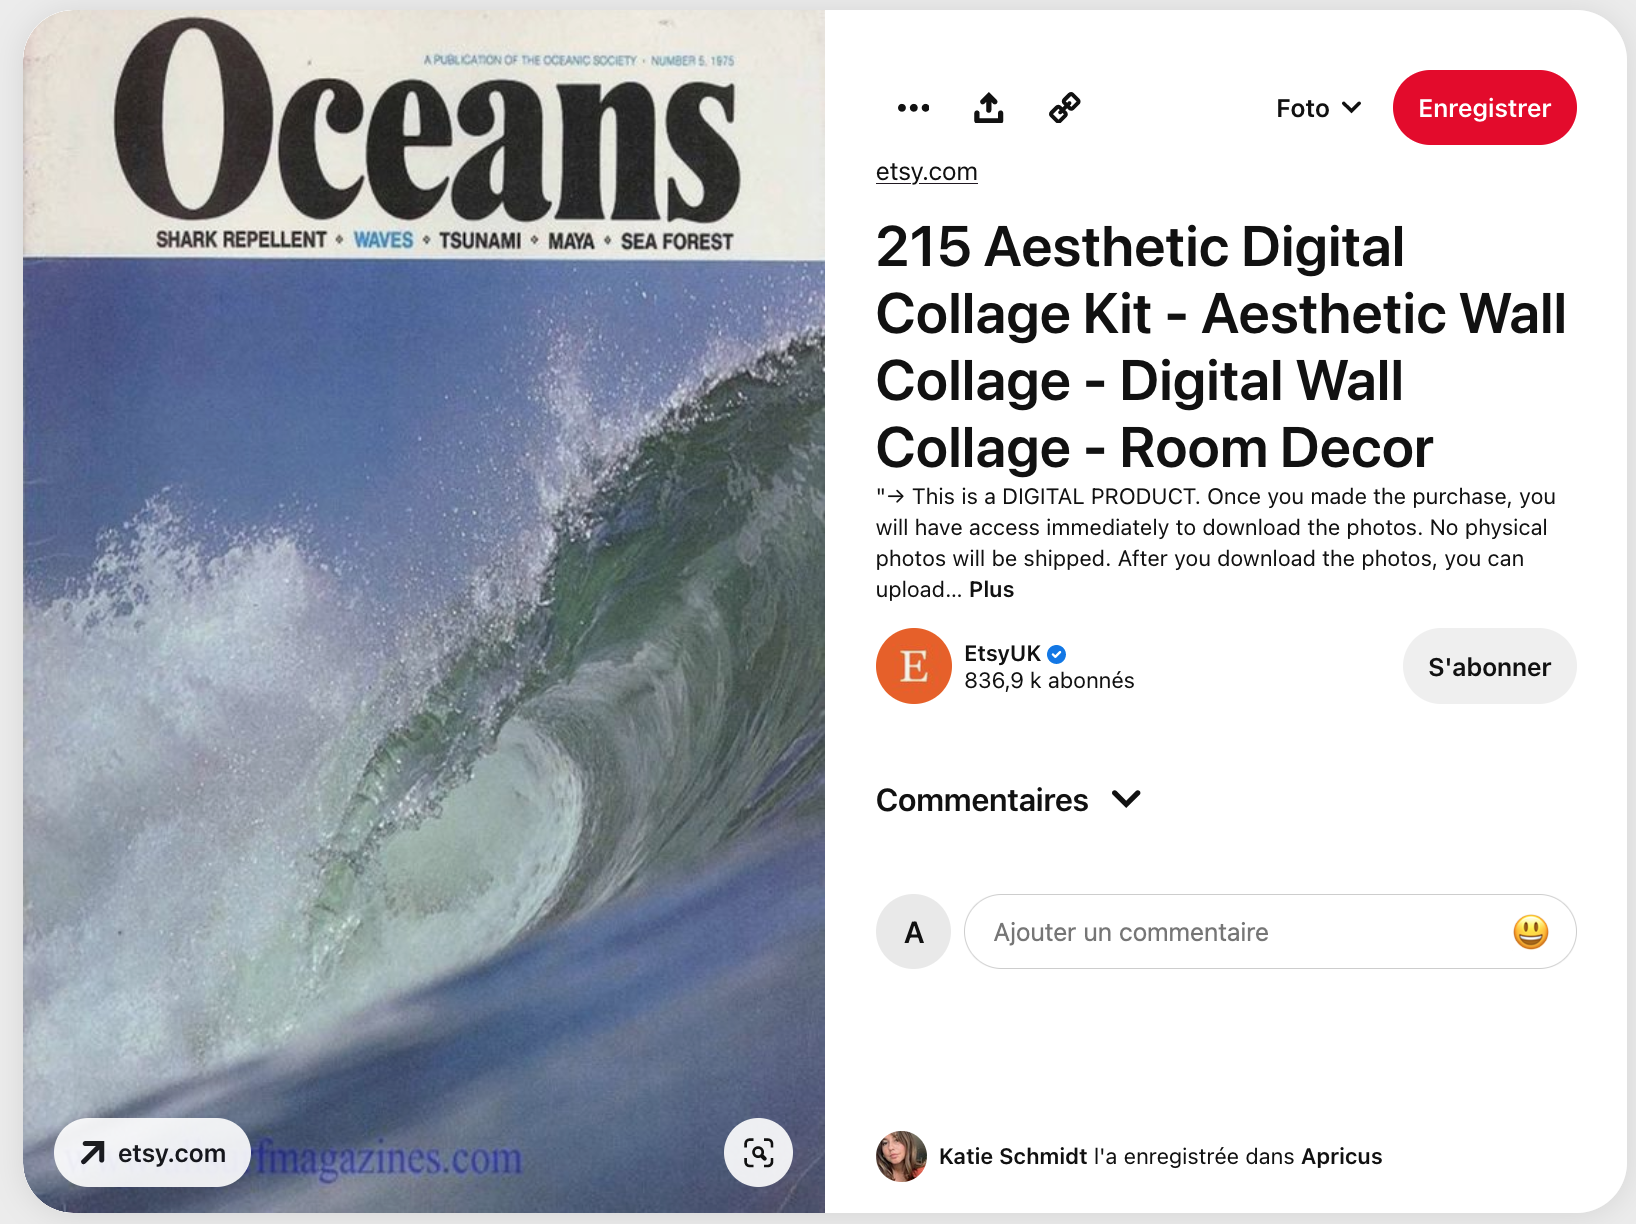 Oceans
A PUBLICATION OF THE OCEANIC SOCIETY • NUMBER 5, 1975
SHARK REPELLENT • WAVES • TSUNAMI • MAYA • SEA FOREST
etsy.com
fmagazines.com
Foto
Enregistrer
etsy.com
215 Aesthetic Digital
Collage Kit - Aesthetic Wall
Collage - Digital Wall
Collage - Room Decor
"→ This is a DIGITAL PRODUCT. Once you made the purchase, you
will have access immediately to download the photos. No physical
photos will be shipped. After you download the photos, you can
upload... Plus
E
EtsyUK
836,9 k abonnés
S'abonner
Commentaires
A
Ajouter un commentaire
Katie Schmidt l'a enregistrée dans Apricus